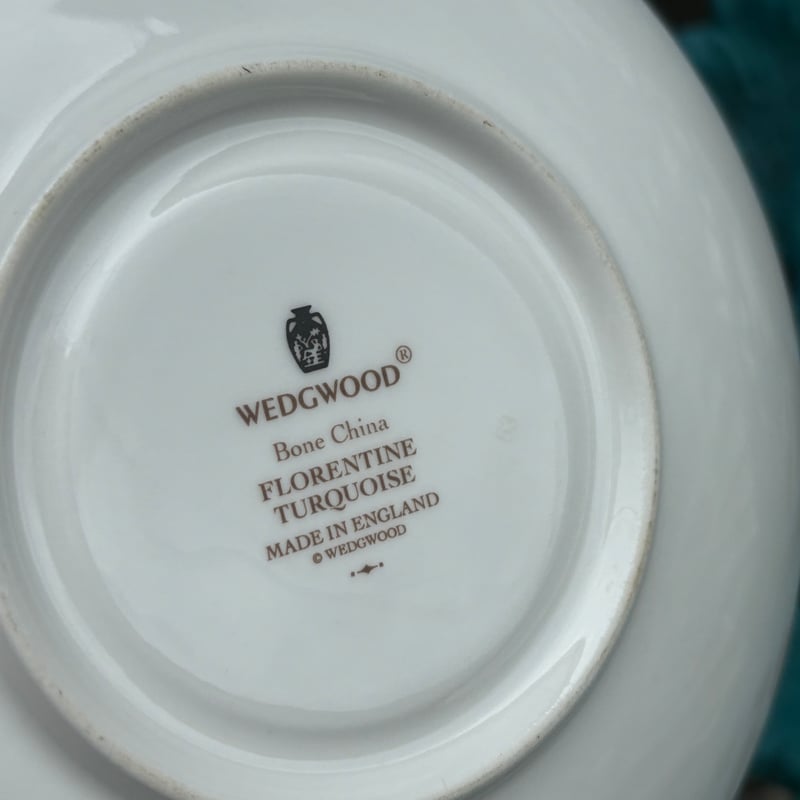 WEDGWOOD®
Bone China
FLORENTINE
TURQUOISE
MADE IN ENGLAND
© WEDGWOOD